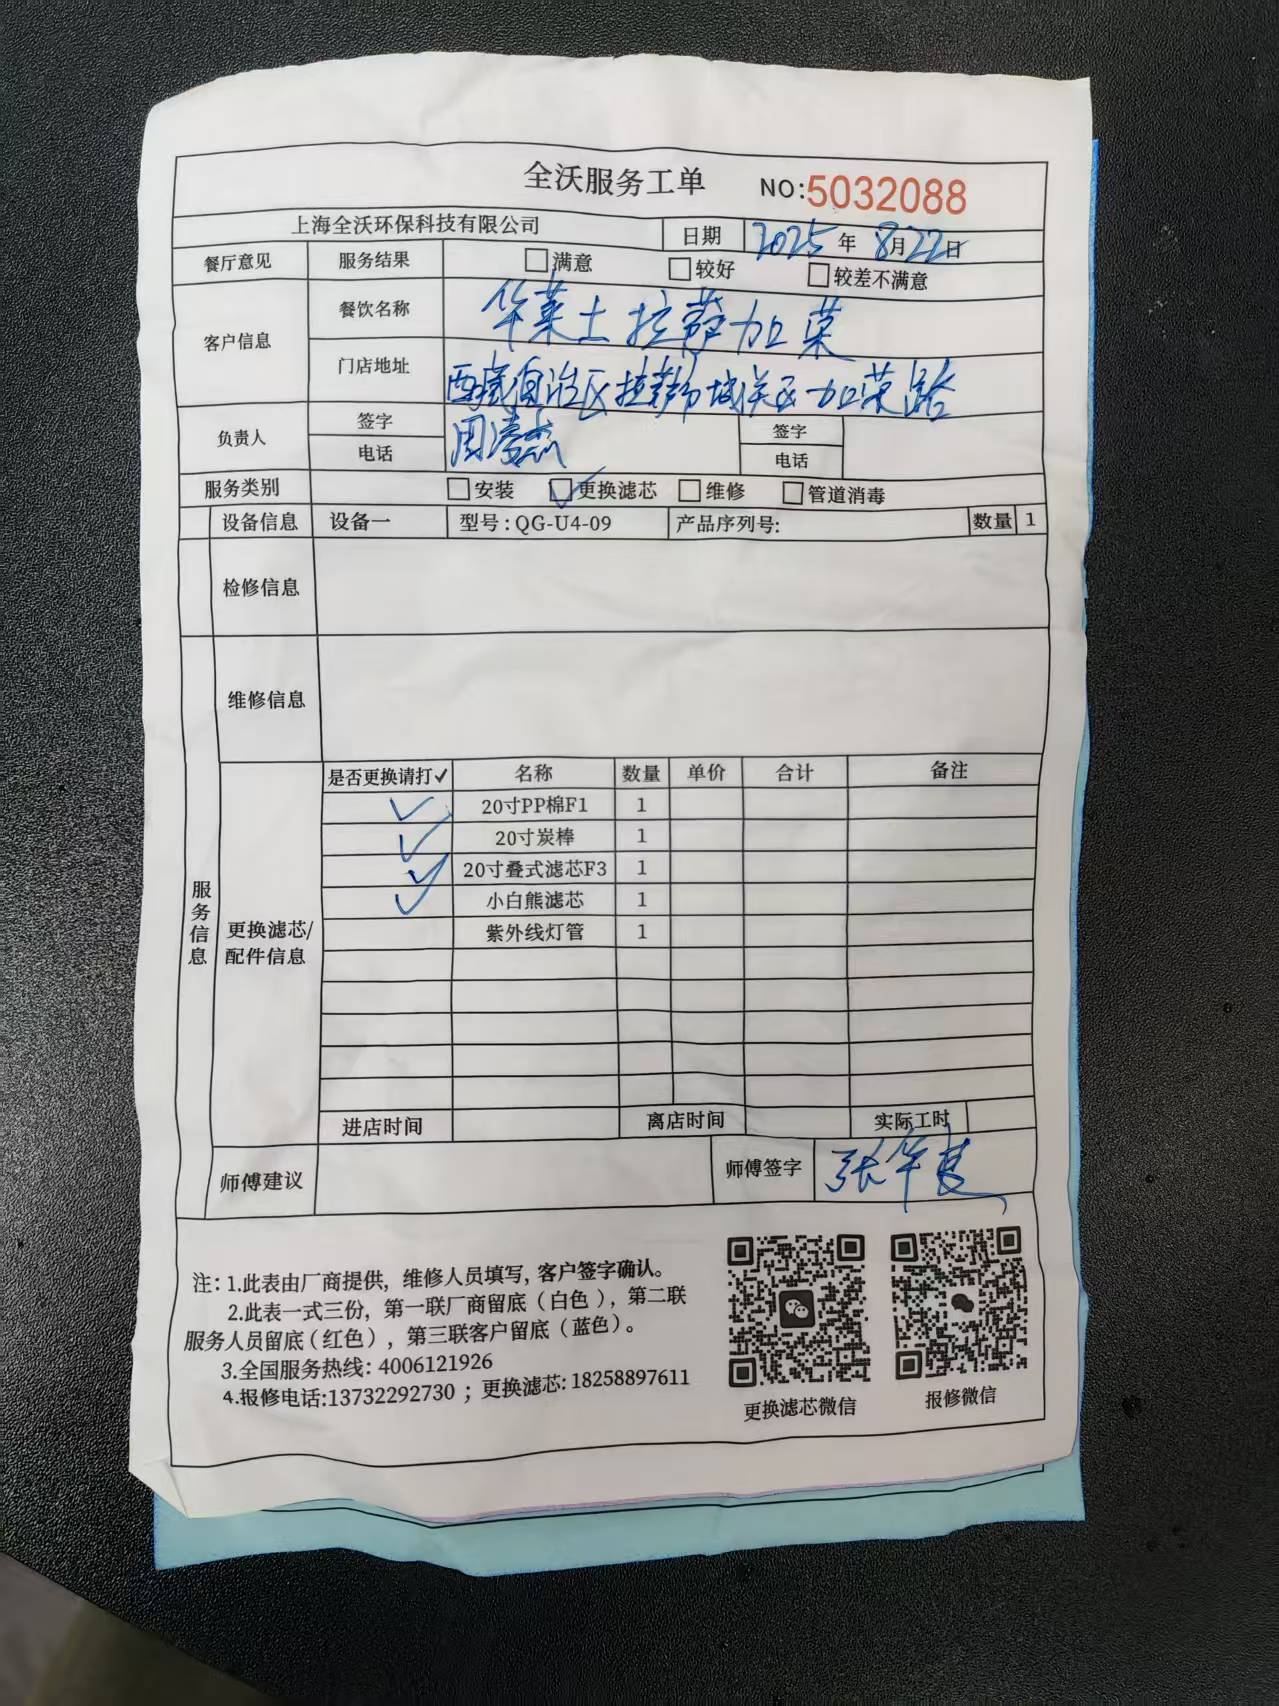 全沃服务工单 NO:5032088
上海全沃环保科技有限公司 日期 2025年8月22日
餐厅意见 服务结果 满意 较好 较差不满意
客户信息 餐饮名称 华莱士拉萨加荣
门店地址 西藏自治区拉萨市城关区加荣路
负责人 签字 周 签字
电话 电话
服务类别 安装 更换滤芯 维修 管道消毒
设备信息 设备一 型号:QG-U4-09 产品序列号: 数量 1
检修信息
维修信息
服务信息
更换滤芯/
配件信息
是否更换请打✓ 名称 数量 单价 合计 备注
✓ 20寸PP棉F1 1
✓ 20寸炭棒 1
✓ 20寸叠式滤芯F3 1
✓ 小白熊滤芯 1
紫外线灯管 1
进店时间 离店时间 实际工时
师傅建议 师傅签字 张华
注:1.此表由厂商提供,维修人员填写,客户签字确认。
2.此表一式三份,第一联厂商留底(白色),第二联
服务人员留底(红色),第三联客户留底(蓝色)。
3.全国服务热线:4006121926
4.报修电话:13732292730;更换滤芯:18258897611
更换滤芯微信 报修微信